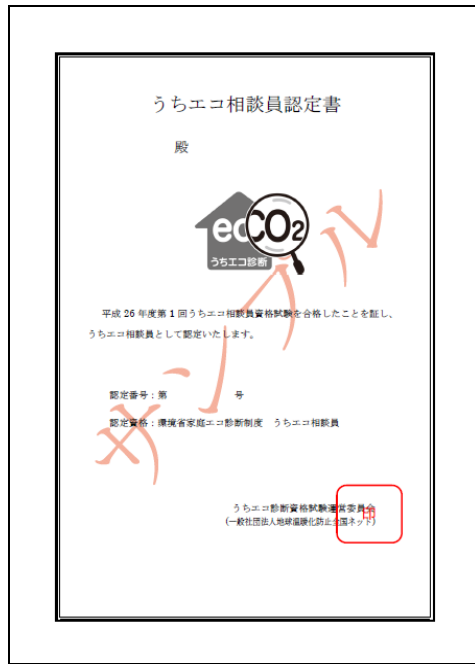 うちエコ相談員認定書
殿
ecCO2
うちエコ診断
サンプル
平成 26 年度第 1 回うちエコ相談員資格試験を合格したことを証し、
うちエコ相談員として認定いたします。
認定番号：第 号
認定資格：環境省家庭エコ診断制度 うちエコ相談員
うちエコ診断資格試験運営委員会
(一般社団法人地球温暖化防止全国ネット)
印